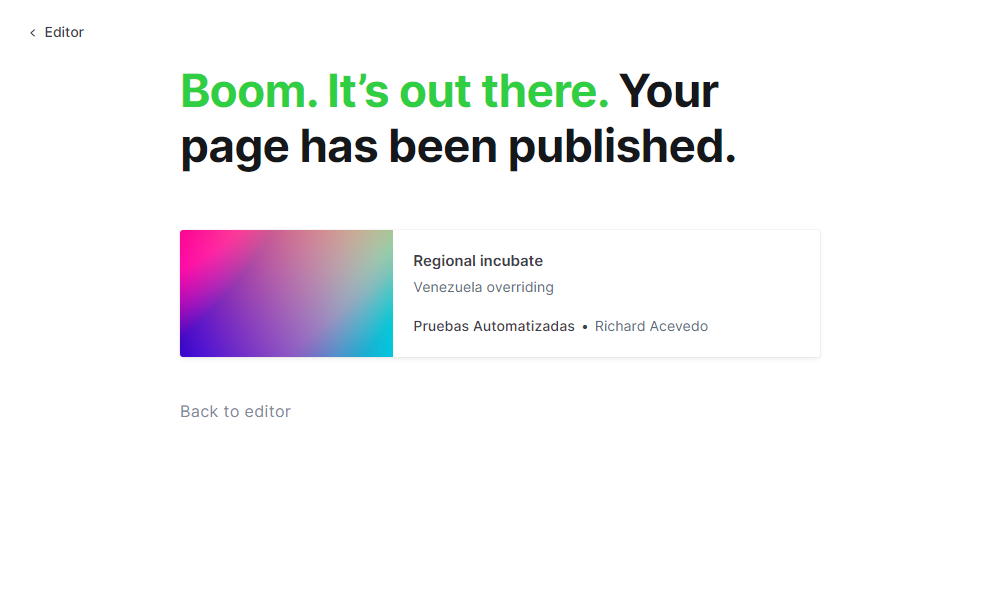 Editor
Boom. It’s out there. Your
page has been published.
Regional incubate
Venezuela overriding
Pruebas Automatizadas • Richard Acevedo
Back to editor